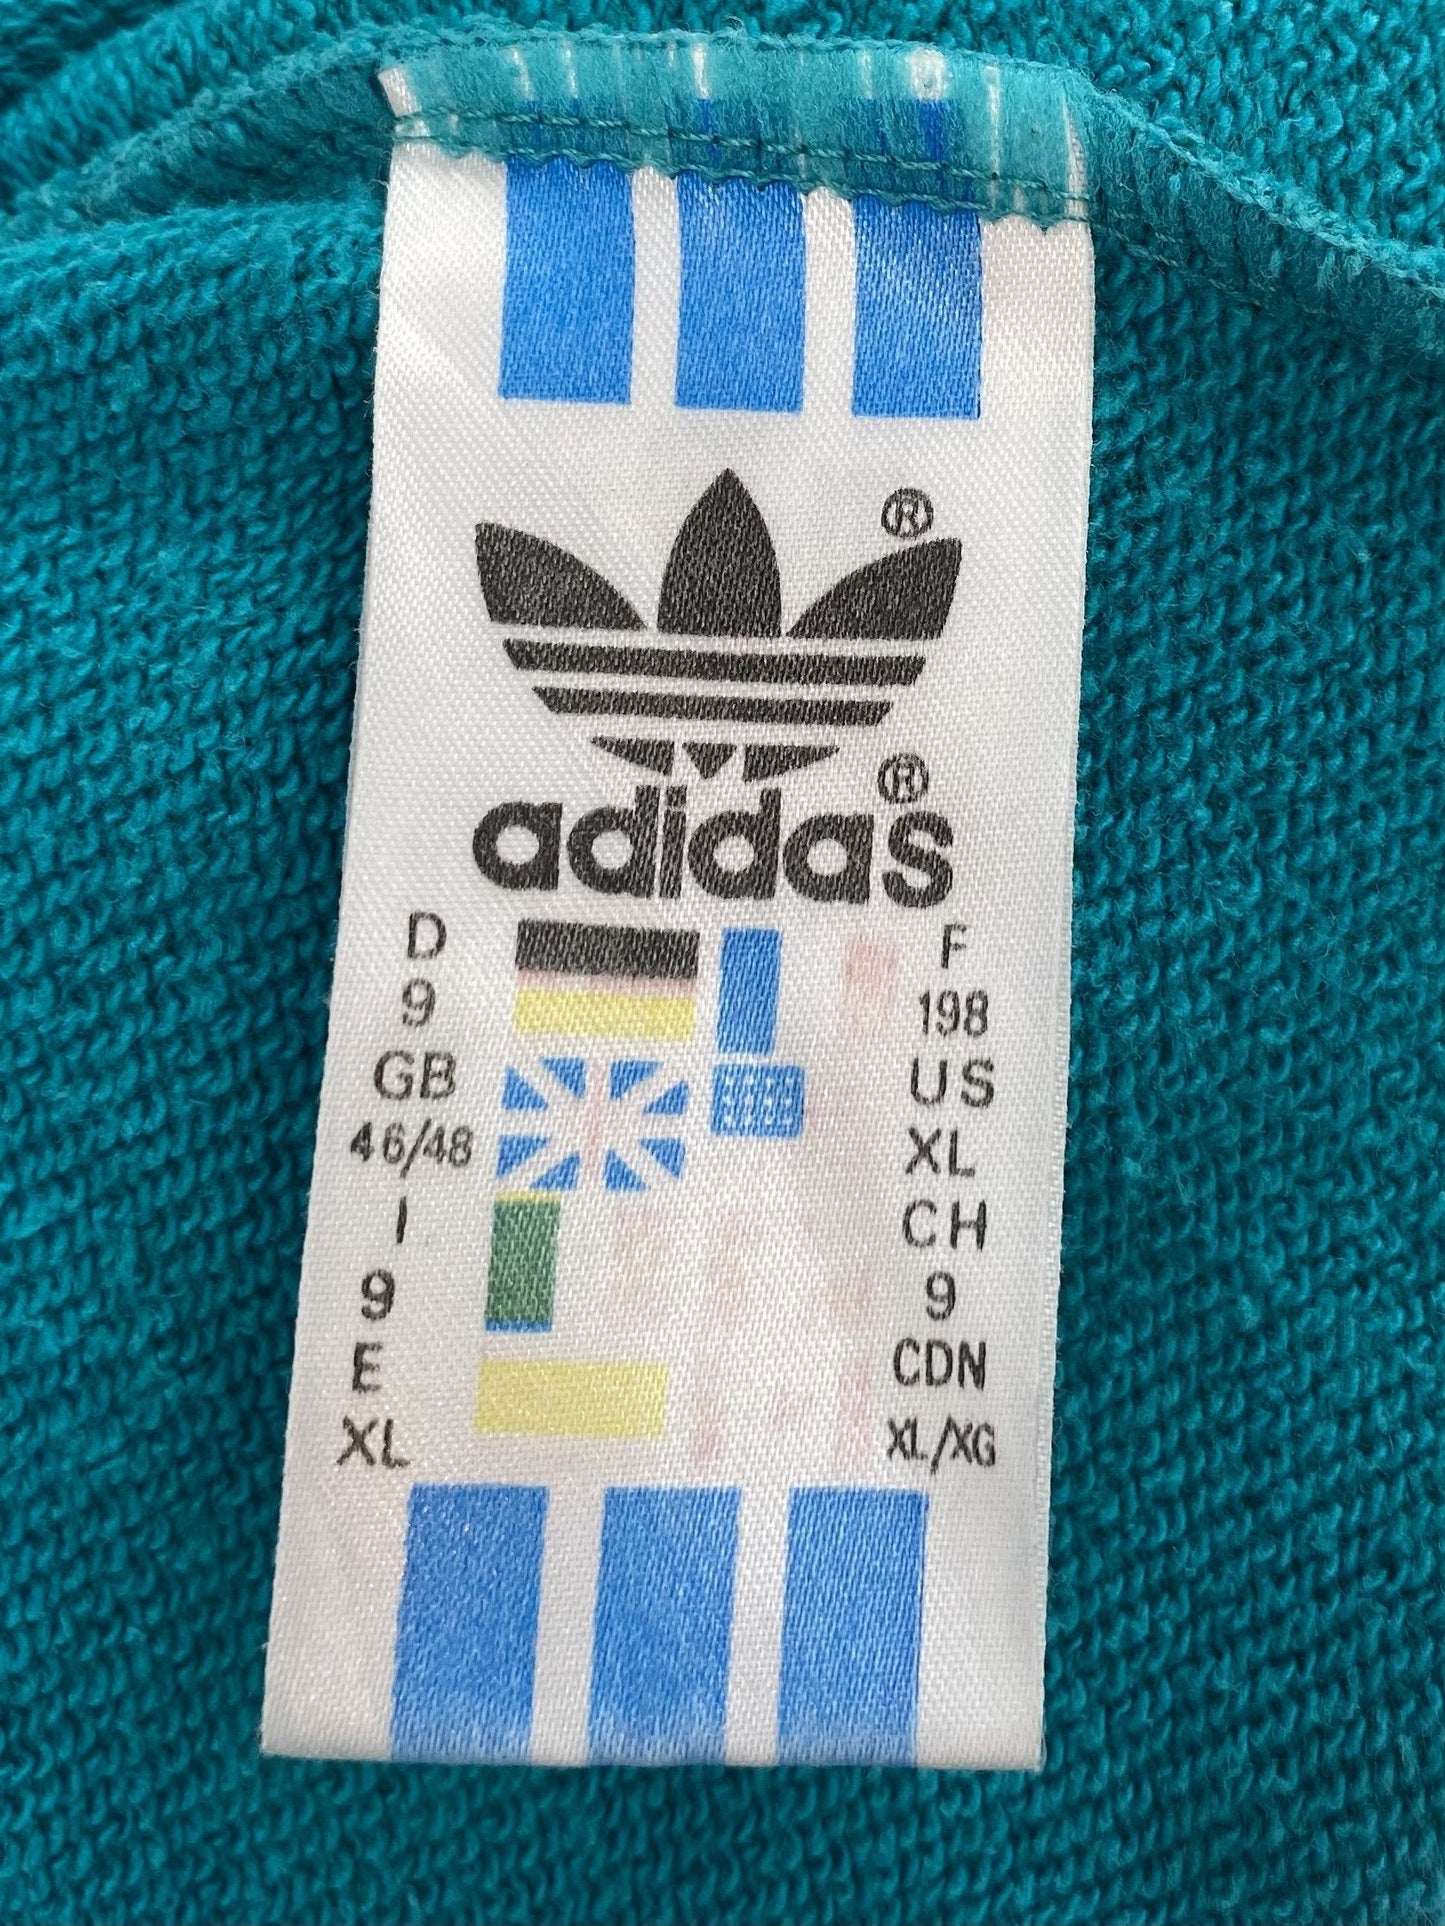 ®
®
adidas
D F
9 198
GB US
46/48 XL
I CH
9 9
E CDN
XL XL/XG